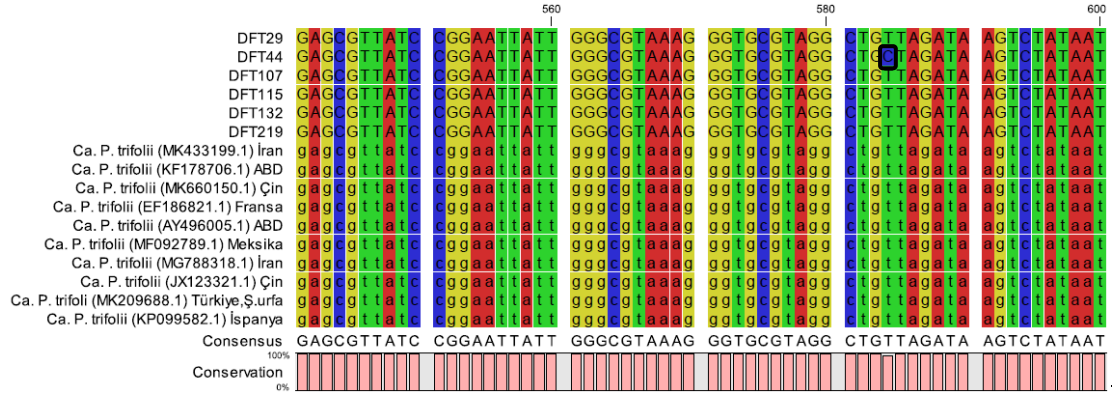 560 580 600
DFT29 GAGCGTTATC CGGAATTATT GGGCGTAAAG GGTGCGTAGG CTGTTAGATA AGTCTATAAT
DFT44 GAGCGTTATC CGGAATTATT GGGCGTAAAG GGTGCGTAGG CTGCTAGATA AGTCTATAAT
DFT107 GAGCGTTATC CGGAATTATT GGGCGTAAAG GGTGCGTAGG CTGTTAGATA AGTCTATAAT
DFT115 GAGCGTTATC CGGAATTATT GGGCGTAAAG GGTGCGTAGG CTGTTAGATA AGTCTATAAT
DFT132 GAGCGTTATC CGGAATTATT GGGCGTAAAG GGTGCGTAGG CTGTTAGATA AGTCTATAAT
DFT219 GAGCGTTATC CGGAATTATT GGGCGTAAAG GGTGCGTAGG CTGTTAGATA AGTCTATAAT
Ca. P. trifolii (MK433199.1) İran gagcgttatc cggaattatt gggcgtaaag ggtgcgtagg ctgttagata agtctataat
Ca. P. trifolii (KF178706.1) ABD gagcgttatc cggaattatt gggcgtaaag ggtgcgtagg ctgttagata agtctataat
Ca. P. trifolii (MK660150.1) Çin gagcgttatc cggaattatt gggcgtaaag ggtgcgtagg ctgttagata agtctataat
Ca. P. trifolii (EF186821.1) Fransa gagcgttatc cggaattatt gggcgtaaag ggtgcgtagg ctgttagata agtctataat
Ca. P. trifolii (AY496005.1) ABD gagcgttatc cggaattatt gggcgtaaag ggtgcgtagg ctgttagata agtctataat
Ca. P. trifolii (MF092789.1) Meksika gagcgttatc cggaattatt gggcgtaaag ggtgcgtagg ctgttagata agtctataat
Ca. P. trifolii (MG788318.1) İran gagcgttatc cggaattatt gggcgtaaag ggtgcgtagg ctgttagata agtctataat
Ca. P. trifolii (JX123321.1) Çin gagcgttatc cggaattatt gggcgtaaag ggtgcgtagg ctgttagata agtctataat
Ca. P. trifoli (MK209688.1) Türkiye,Ş.urfa gagcgttatc cggaattatt gggcgtaaag ggtgcgtagg ctgttagata agtctataat
Ca. P. trifolii (KP099582.1) İspanya gagcgttatc cggaattatt gggcgtaaag ggtgcgtagg ctgttagata agtctataat
Consensus GAGCGTTATC CGGAATTATT GGGCGTAAAG GGTGCGTAGG CTGTTAGATA AGTCTATAAT
100%
Conservation
0%